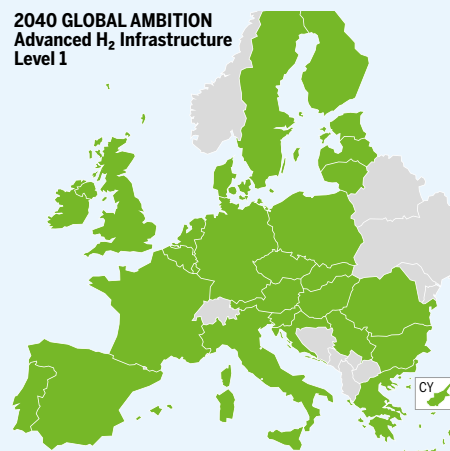 2040 GLOBAL AMBITION
Advanced H₂ Infrastructure
Level 1
CY